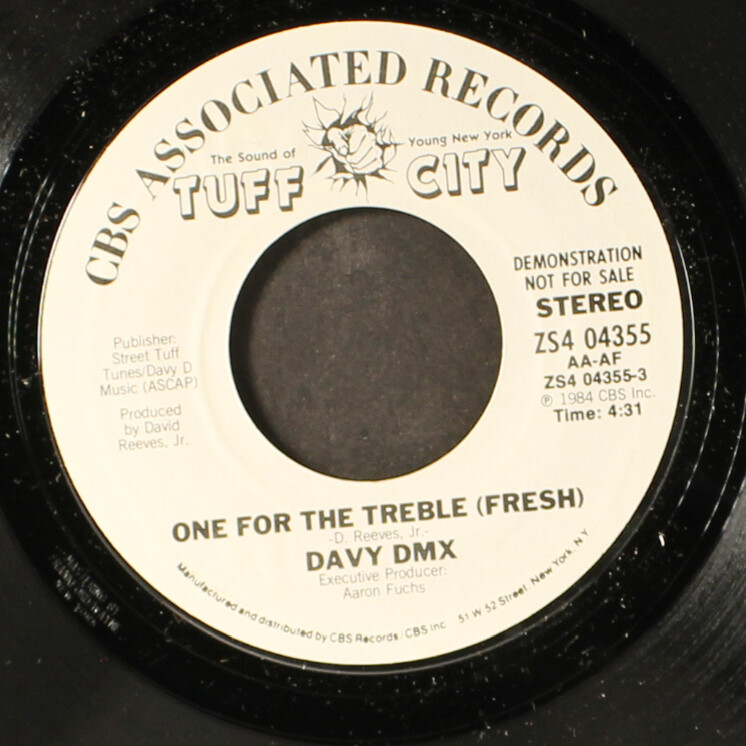 CBS ASSOCIATED RECORDS
The Sound of Young New York
TUFF CITY
DEMONSTRATION
NOT FOR SALE
STEREO
ZS4 04355
AA-AF
ZS4 04355-3
℗ 1984 CBS Inc.
Time: 4:31
Publisher:
Street Tuff
Tunes/Davy D
Music (ASCAP)
Produced
by David
Reeves, Jr.
ONE FOR THE TREBLE (FRESH)
-D. Reeves, Jr.-
DAVY DMX
Executive Producer:
Aaron Fuchs
Manufactured and distributed by CBS Records/CBS Inc. 51 W 52 Street, New York, N.Y.